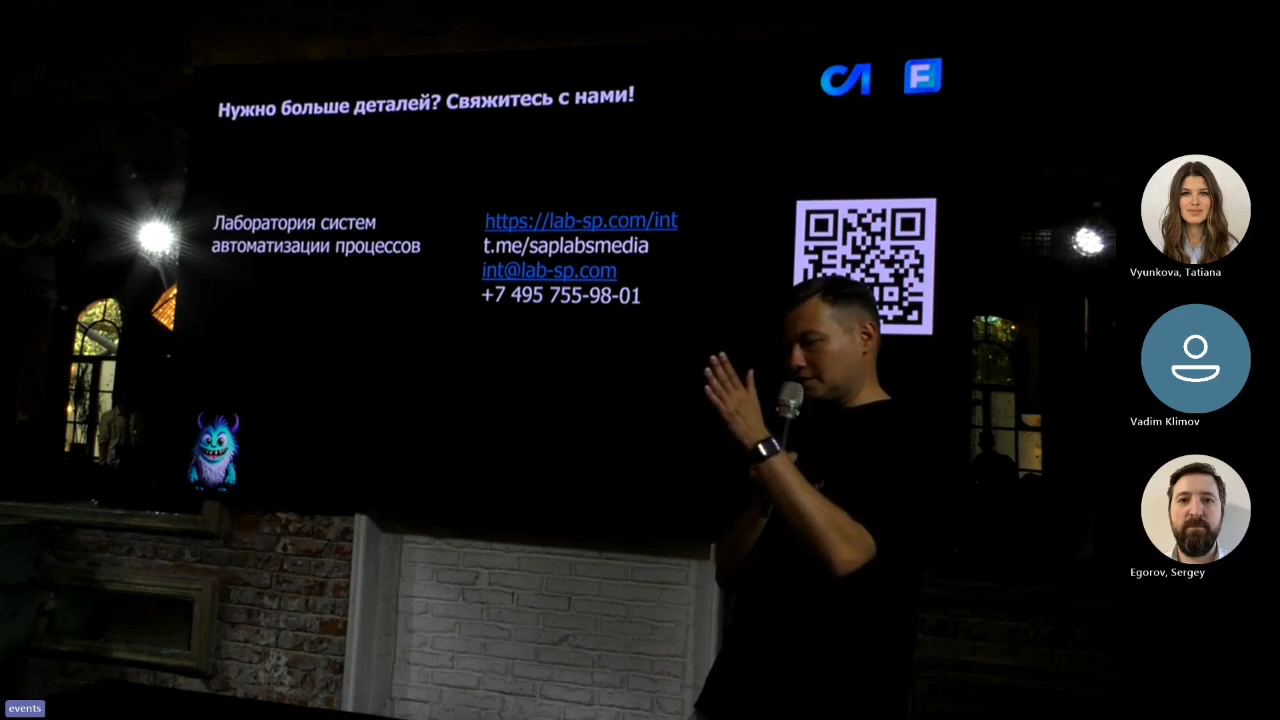 Нужно больше деталей? Свяжитесь с нами!
СЛ
F
Лаборатория систем
автоматизации процессов
https://lab-sp.com/int
t.me/saplabsmedia
int@lab-sp.com
+7 495 755-98-01
Vyunkova, Tatiana
Vadim Klimov
Egorov, Sergey
events